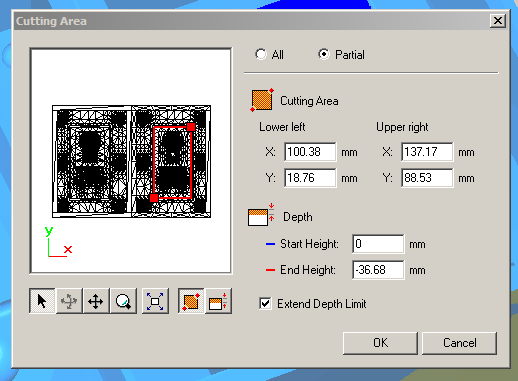 Cutting Area
All Partial
Cutting Area
Lower left Upper right
X: 100.38 mm X: 137.17 mm
Y: 18.76 mm Y: 88.53 mm
Depth
Start Height: 0 mm
End Height: -36.68 mm
Extend Depth Limit
y
x
OK Cancel